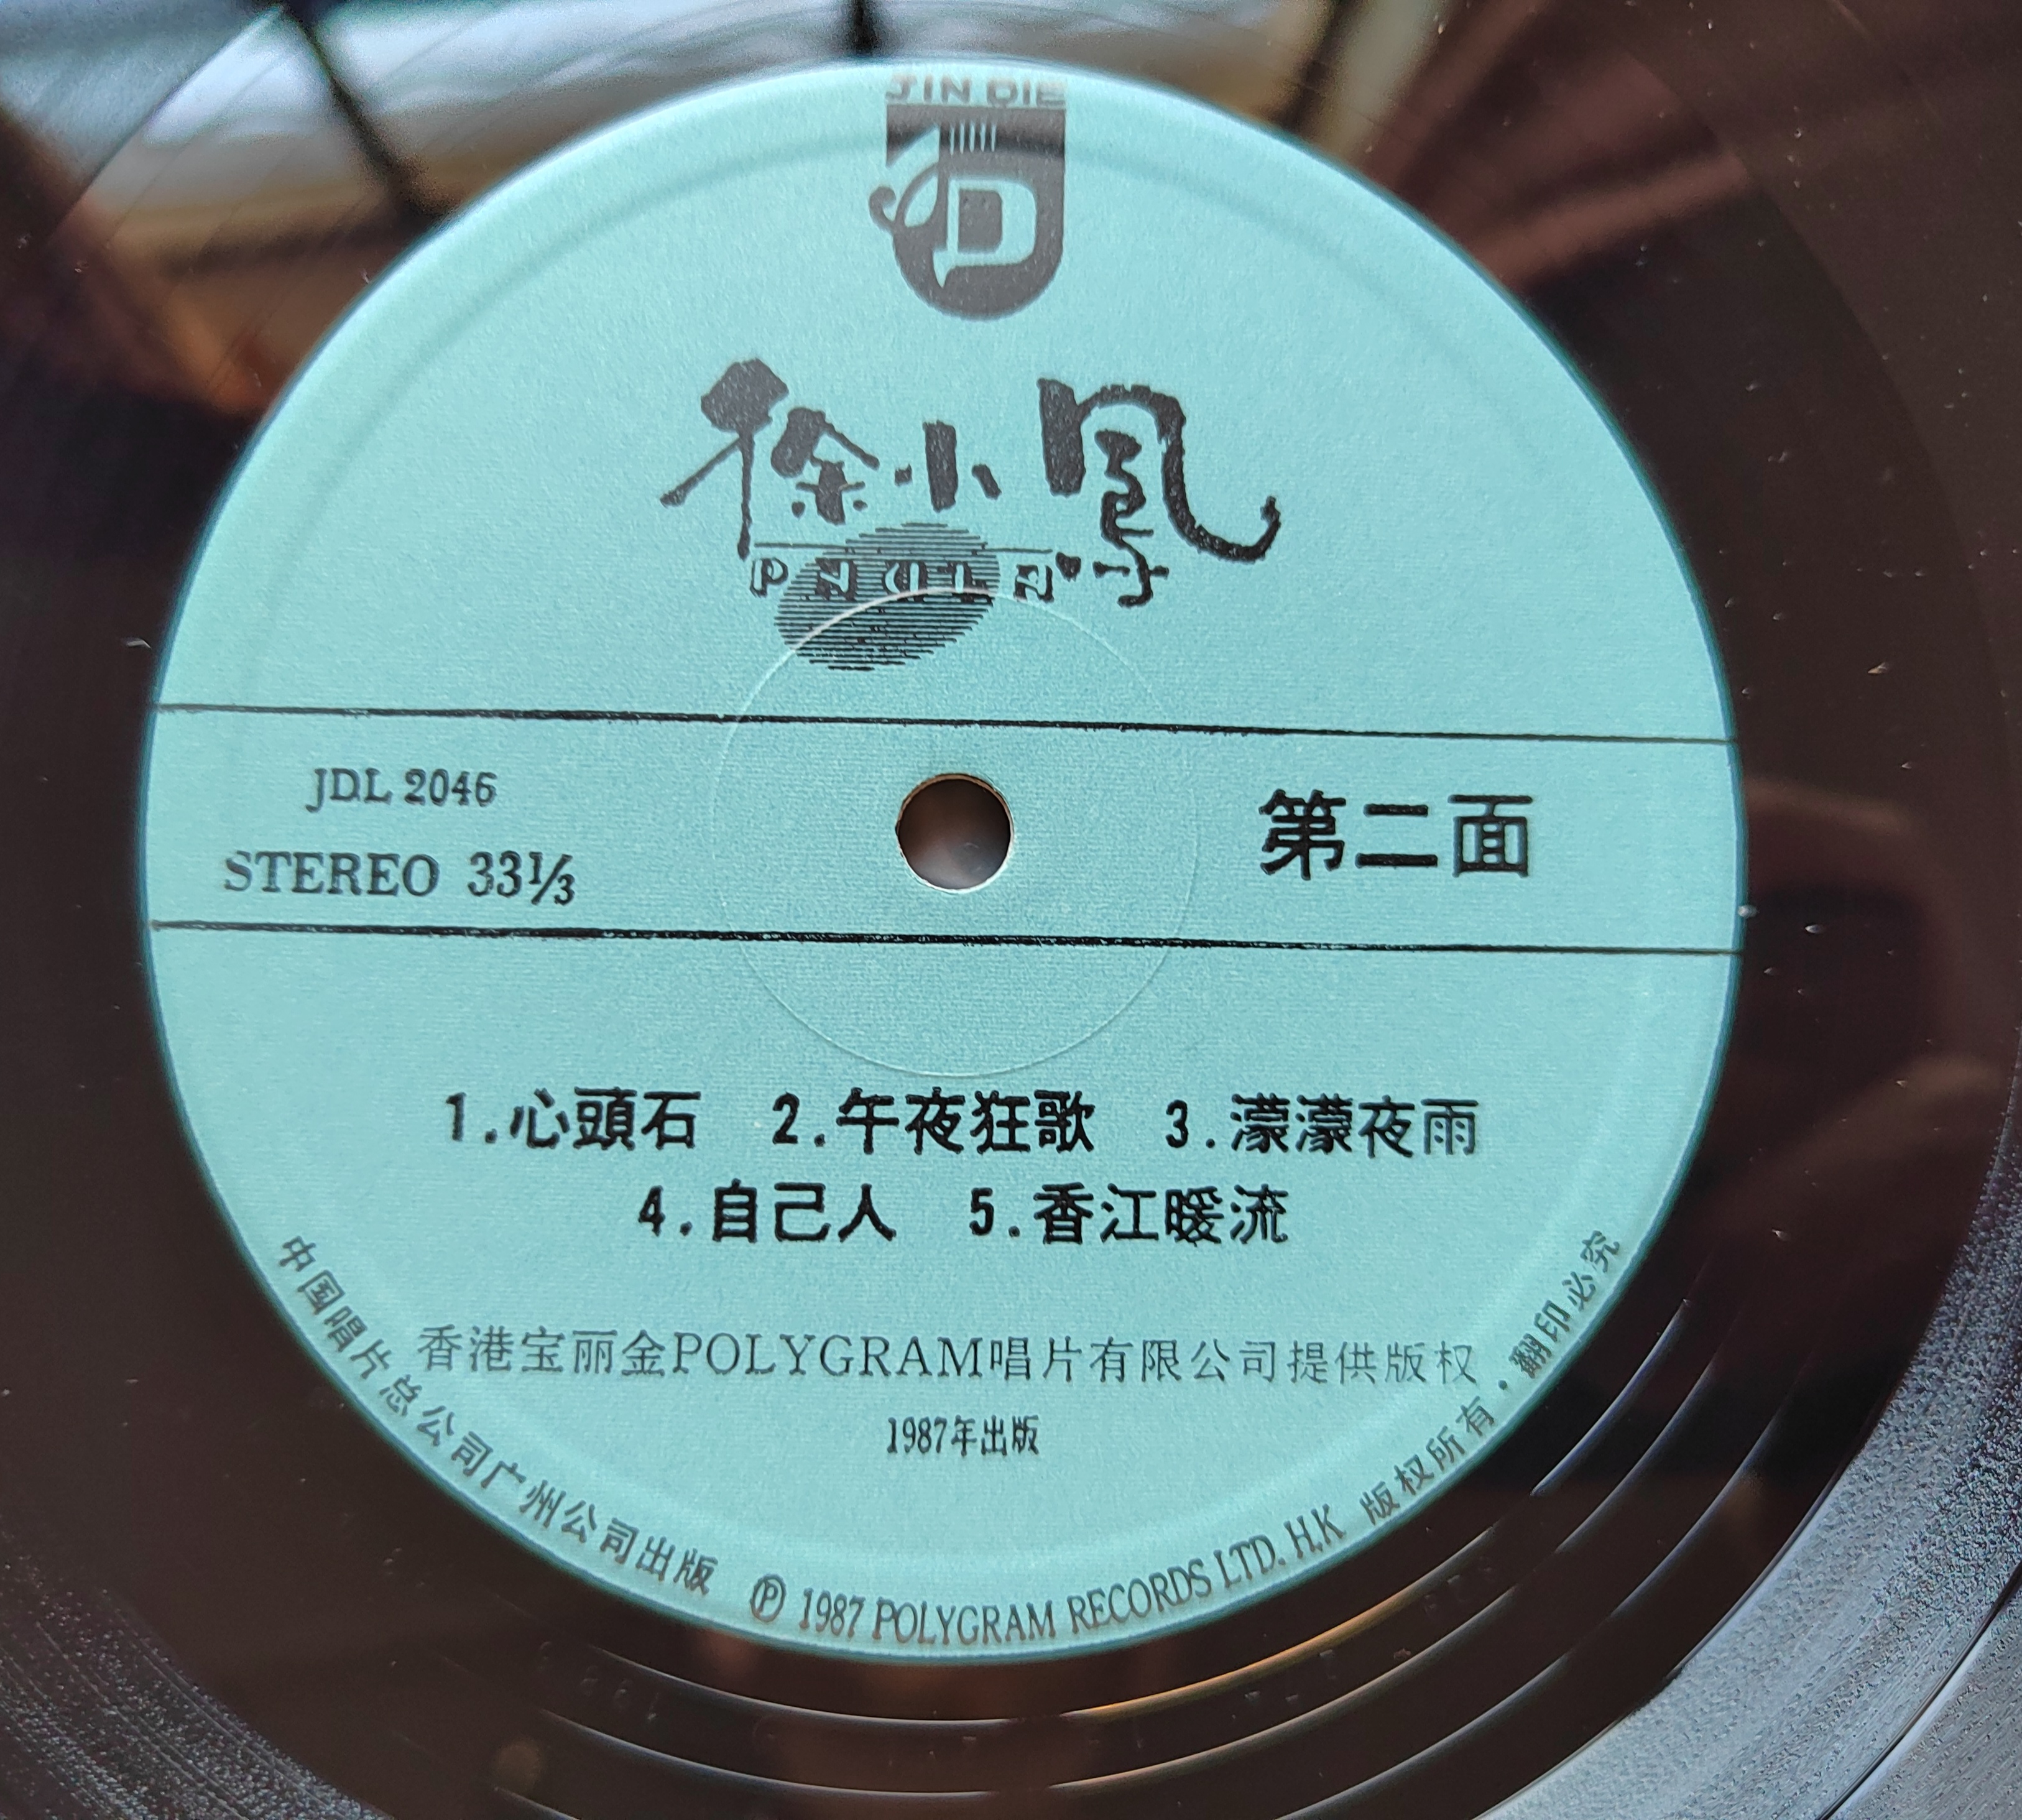 JIN DIE
JD
徐小鳳
PAULA
JDL 2046
STEREO 33⅓
第二面
1.心頭石 2.午夜狂歌 3.濛濛夜雨
4.自己人 5.香江暖流
香港宝丽金POLYGRAM唱片有限公司提供版权
1987年出版
中国唱片总公司广州公司出版 Ⓟ 1987 POLYGRAM RECORDS LTD. H.K 版权所有·翻印必究